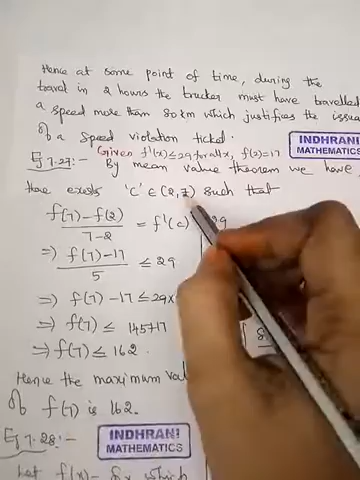 Hence at some point of time, during the
travel in 2 hours the trucker must have travelled
a speed more than 80 km which justifies the issua
of a speed violation ticket.
INDHRANI
MATHEMATICS
Given f'(x) ≤ 29 for all x, f(2)=17
Eg 7.27:- By mean value theorem we have
there exists 'c' ∈ (2,7) such that
f(7)-f(2)/7-2 = f'(c) 29
⇒ f(7)-17/5 ≤ 29
⇒ f(7)-17 ≤ 29x
⇒ f(7) ≤ 145+17
⇒ f(7) ≤ 162.
Hence the maximum val
of f(7) is 162.
Eg 7.28:-
INDHRANI
MATHEMATICS
Let f(x)= which